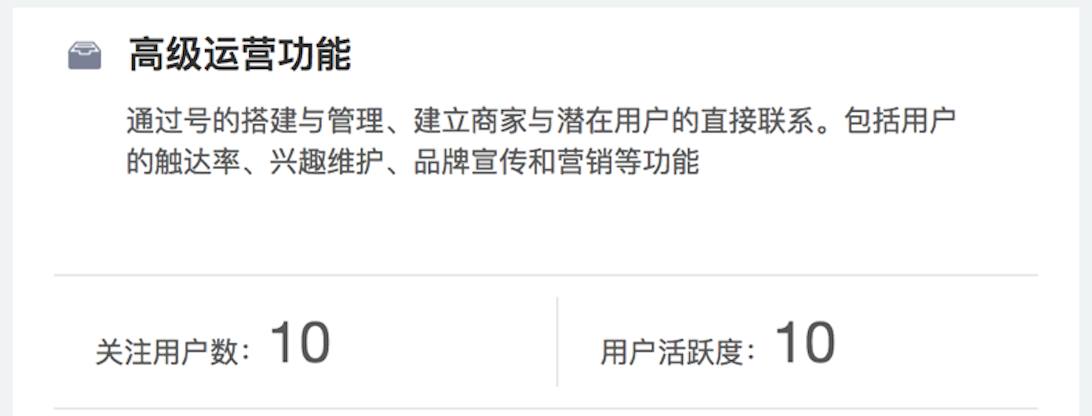 高级运营功能
通过号的搭建与管理、建立商家与潜在用户的直接联系。包括用户
的触达率、兴趣维护、品牌宣传和营销等功能
关注用户数：10
用户活跃度：10